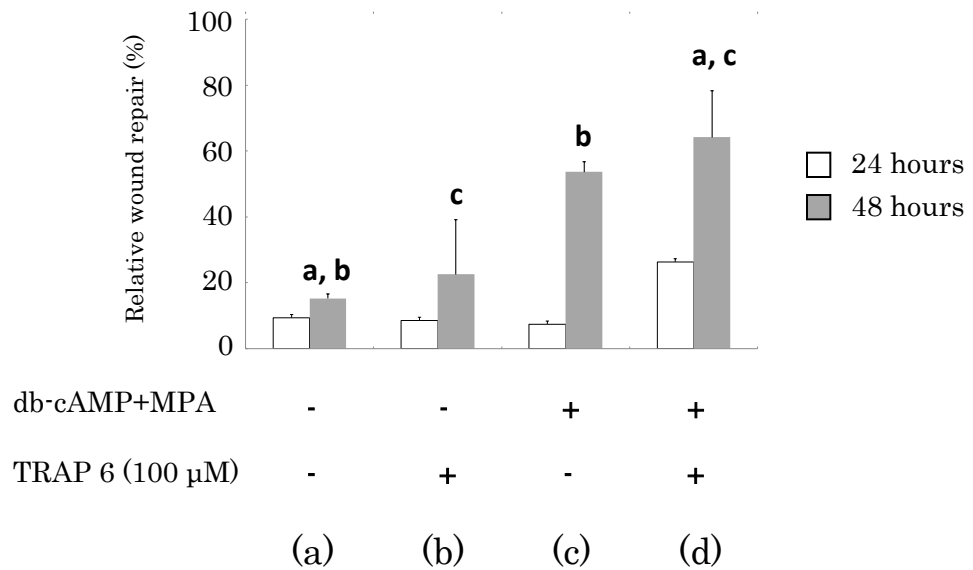 100
80
60
40
20
0
Relative wound repair (%)
a, b
c
b
a, c
24 hours
48 hours
db-cAMP+MPA - - + +
TRAP 6 (100 µM) - + - +
(a) (b) (c) (d)